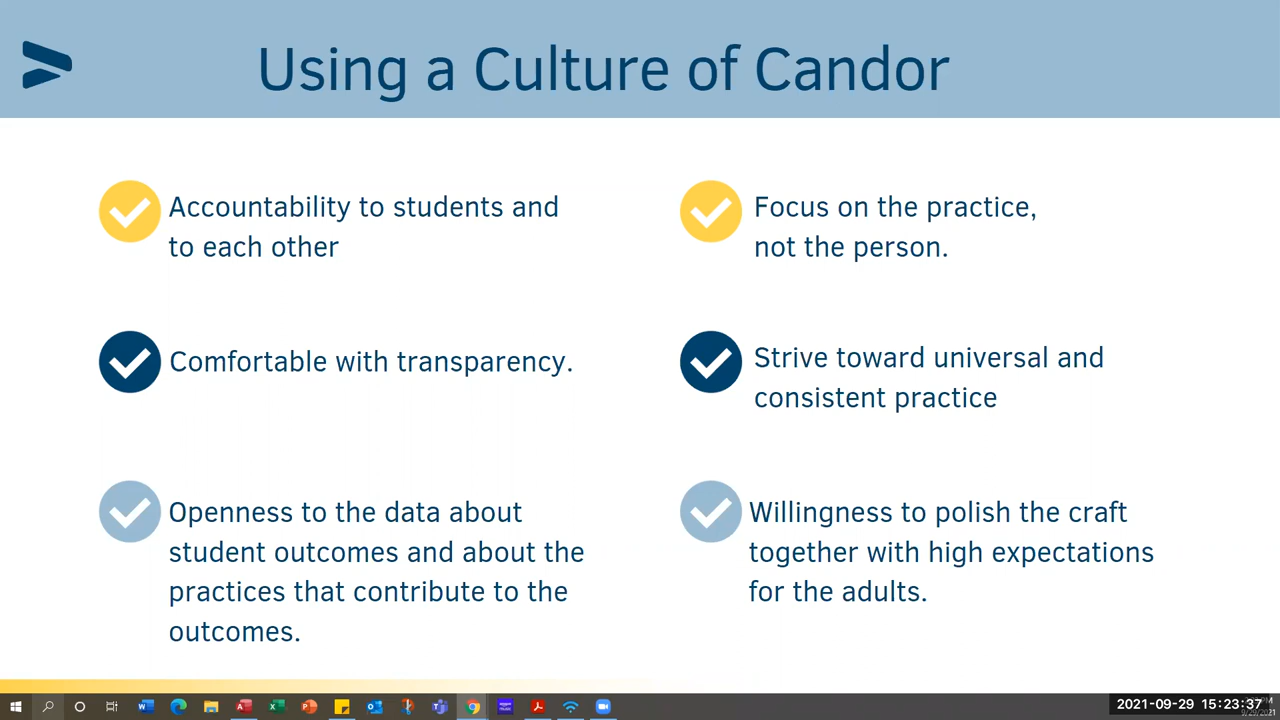 Using a Culture of Candor
Accountability to students and
to each other
Focus on the practice,
not the person.
Comfortable with transparency.
Strive toward universal and
consistent practice
Openness to the data about
student outcomes and about the
practices that contribute to the
outcomes.
Willingness to polish the craft
together with high expectations
for the adults.
2021-09-29 15:23:37